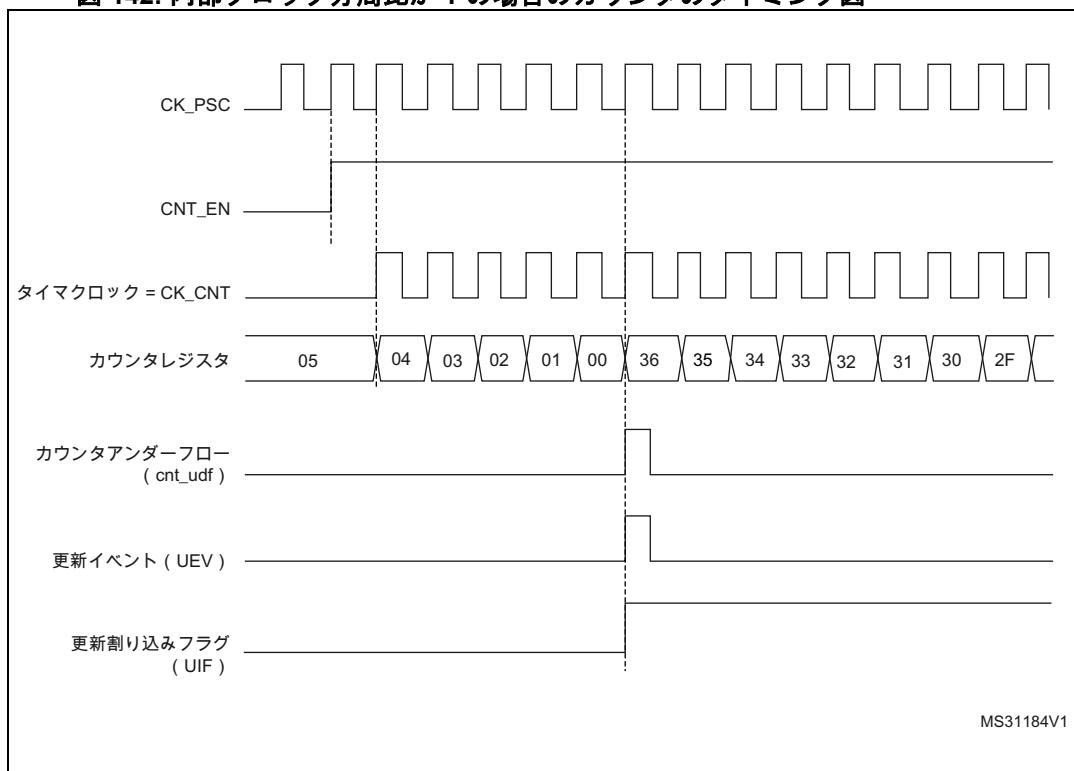 CK_PSC
CNT_EN
タイマクロック = CK_CNT
カウンタレジスタ
05 04 03 02 01 00 36 35 34 33 32 31 30 2F
カウンタアンダーフロー
( cnt_udf )
更新イベント ( UEV )
更新割り込みフラグ
( UIF )
MS31184V1